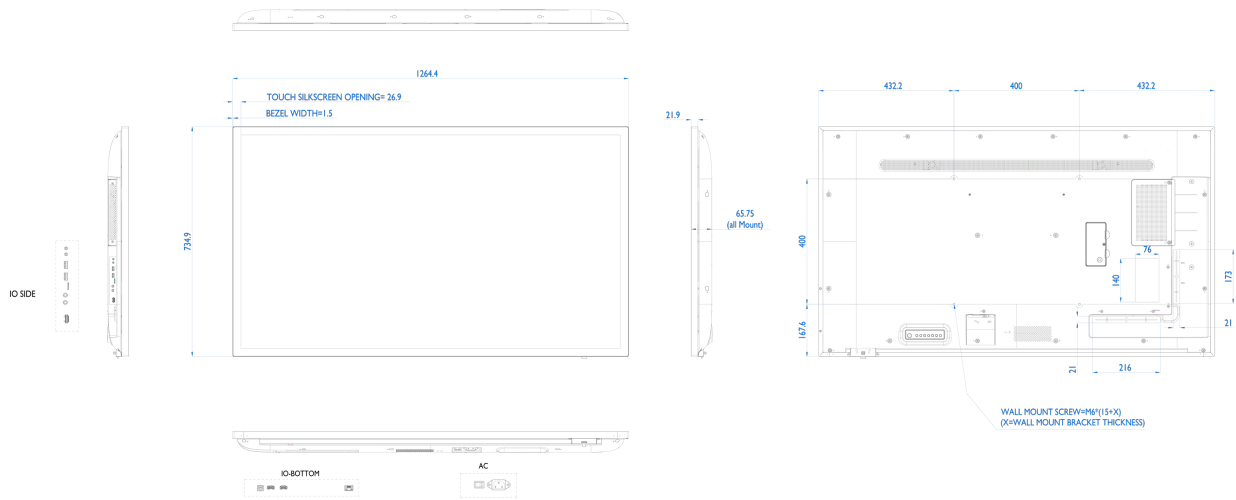 1264.4
TOUCH SILKSCREEN OPENING= 26.9
BEZEL WIDTH=1.5
734.9
21.9
65.75
(all Mount)
432.2
400
432.2
400
167.6
76
140
173
21
21
216
WALL MOUNT SCREW=M6*(15+X)
(X=WALL MOUNT BRACKET THICKNESS)
IO SIDE
IO-BOTTOM
AC